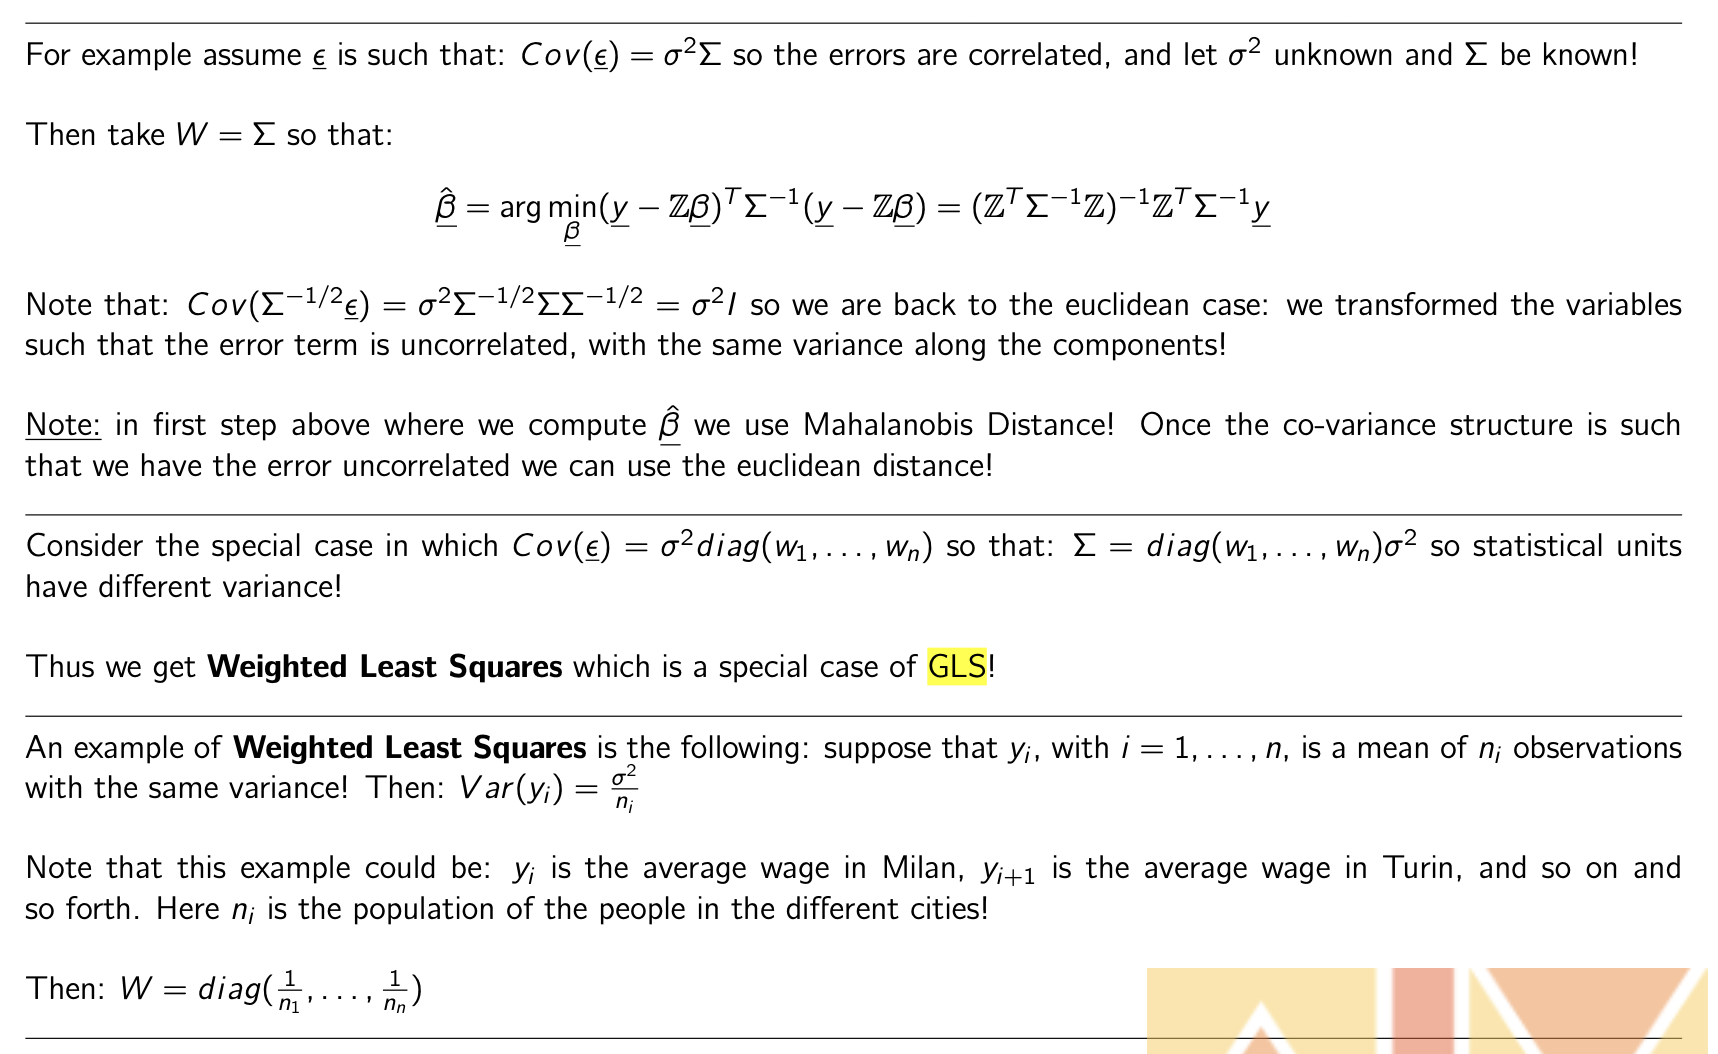 For example assume ϵ is such that: Cov(ϵ) = σ²Σ so the errors are correlated, and let σ² unknown and Σ be known!
Then take W = Σ so that:
β̂ = arg min_β (y − ℤβ)ᵀΣ⁻¹(y − ℤβ) = (ℤᵀΣ⁻¹ℤ)⁻¹ℤᵀΣ⁻¹y
Note that: Cov(Σ^{−1/2}ϵ) = σ²Σ^{−1/2}ΣΣ^{−1/2} = σ²I so we are back to the euclidean case: we transformed the variables
such that the error term is uncorrelated, with the same variance along the components!
Note: in first step above where we compute β̂ we use Mahalanobis Distance! Once the co-variance structure is such
that we have the error uncorrelated we can use the euclidean distance!
Consider the special case in which Cov(ϵ) = σ²diag(w₁, . . . , wₙ) so that: Σ = diag(w₁, . . . , wₙ)σ² so statistical units
have different variance!
Thus we get Weighted Least Squares which is a special case of GLS!
An example of Weighted Least Squares is the following: suppose that yᵢ, with i = 1, . . . , n, is a mean of nᵢ observations
with the same variance! Then: Var(yᵢ) = σ²/nᵢ
Note that this example could be: yᵢ is the average wage in Milan, yᵢ₊₁ is the average wage in Turin, and so on and
so forth. Here nᵢ is the population of the people in the different cities!
Then: W = diag(1/n₁, . . . , 1/nₙ)